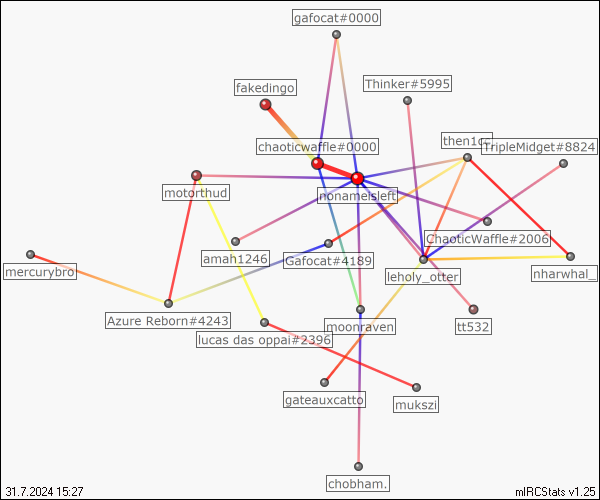 gafocat#0000
Thinker#5995
fakedingo
chaoticwaffle#0000
then1c
TripleMidget#8824
motorthud
nonameisleft
ChaoticWaffle#2006
amah1246
Gafocat#4189
leholy_otter
nharwhal_
mercurybro
Azure Reborn#4243
moonraven
tt532
lucas das oppai#2396
gateauxcatto
mukszi
chobham.
31.7.2024 15:27
mIRCStats v1.25